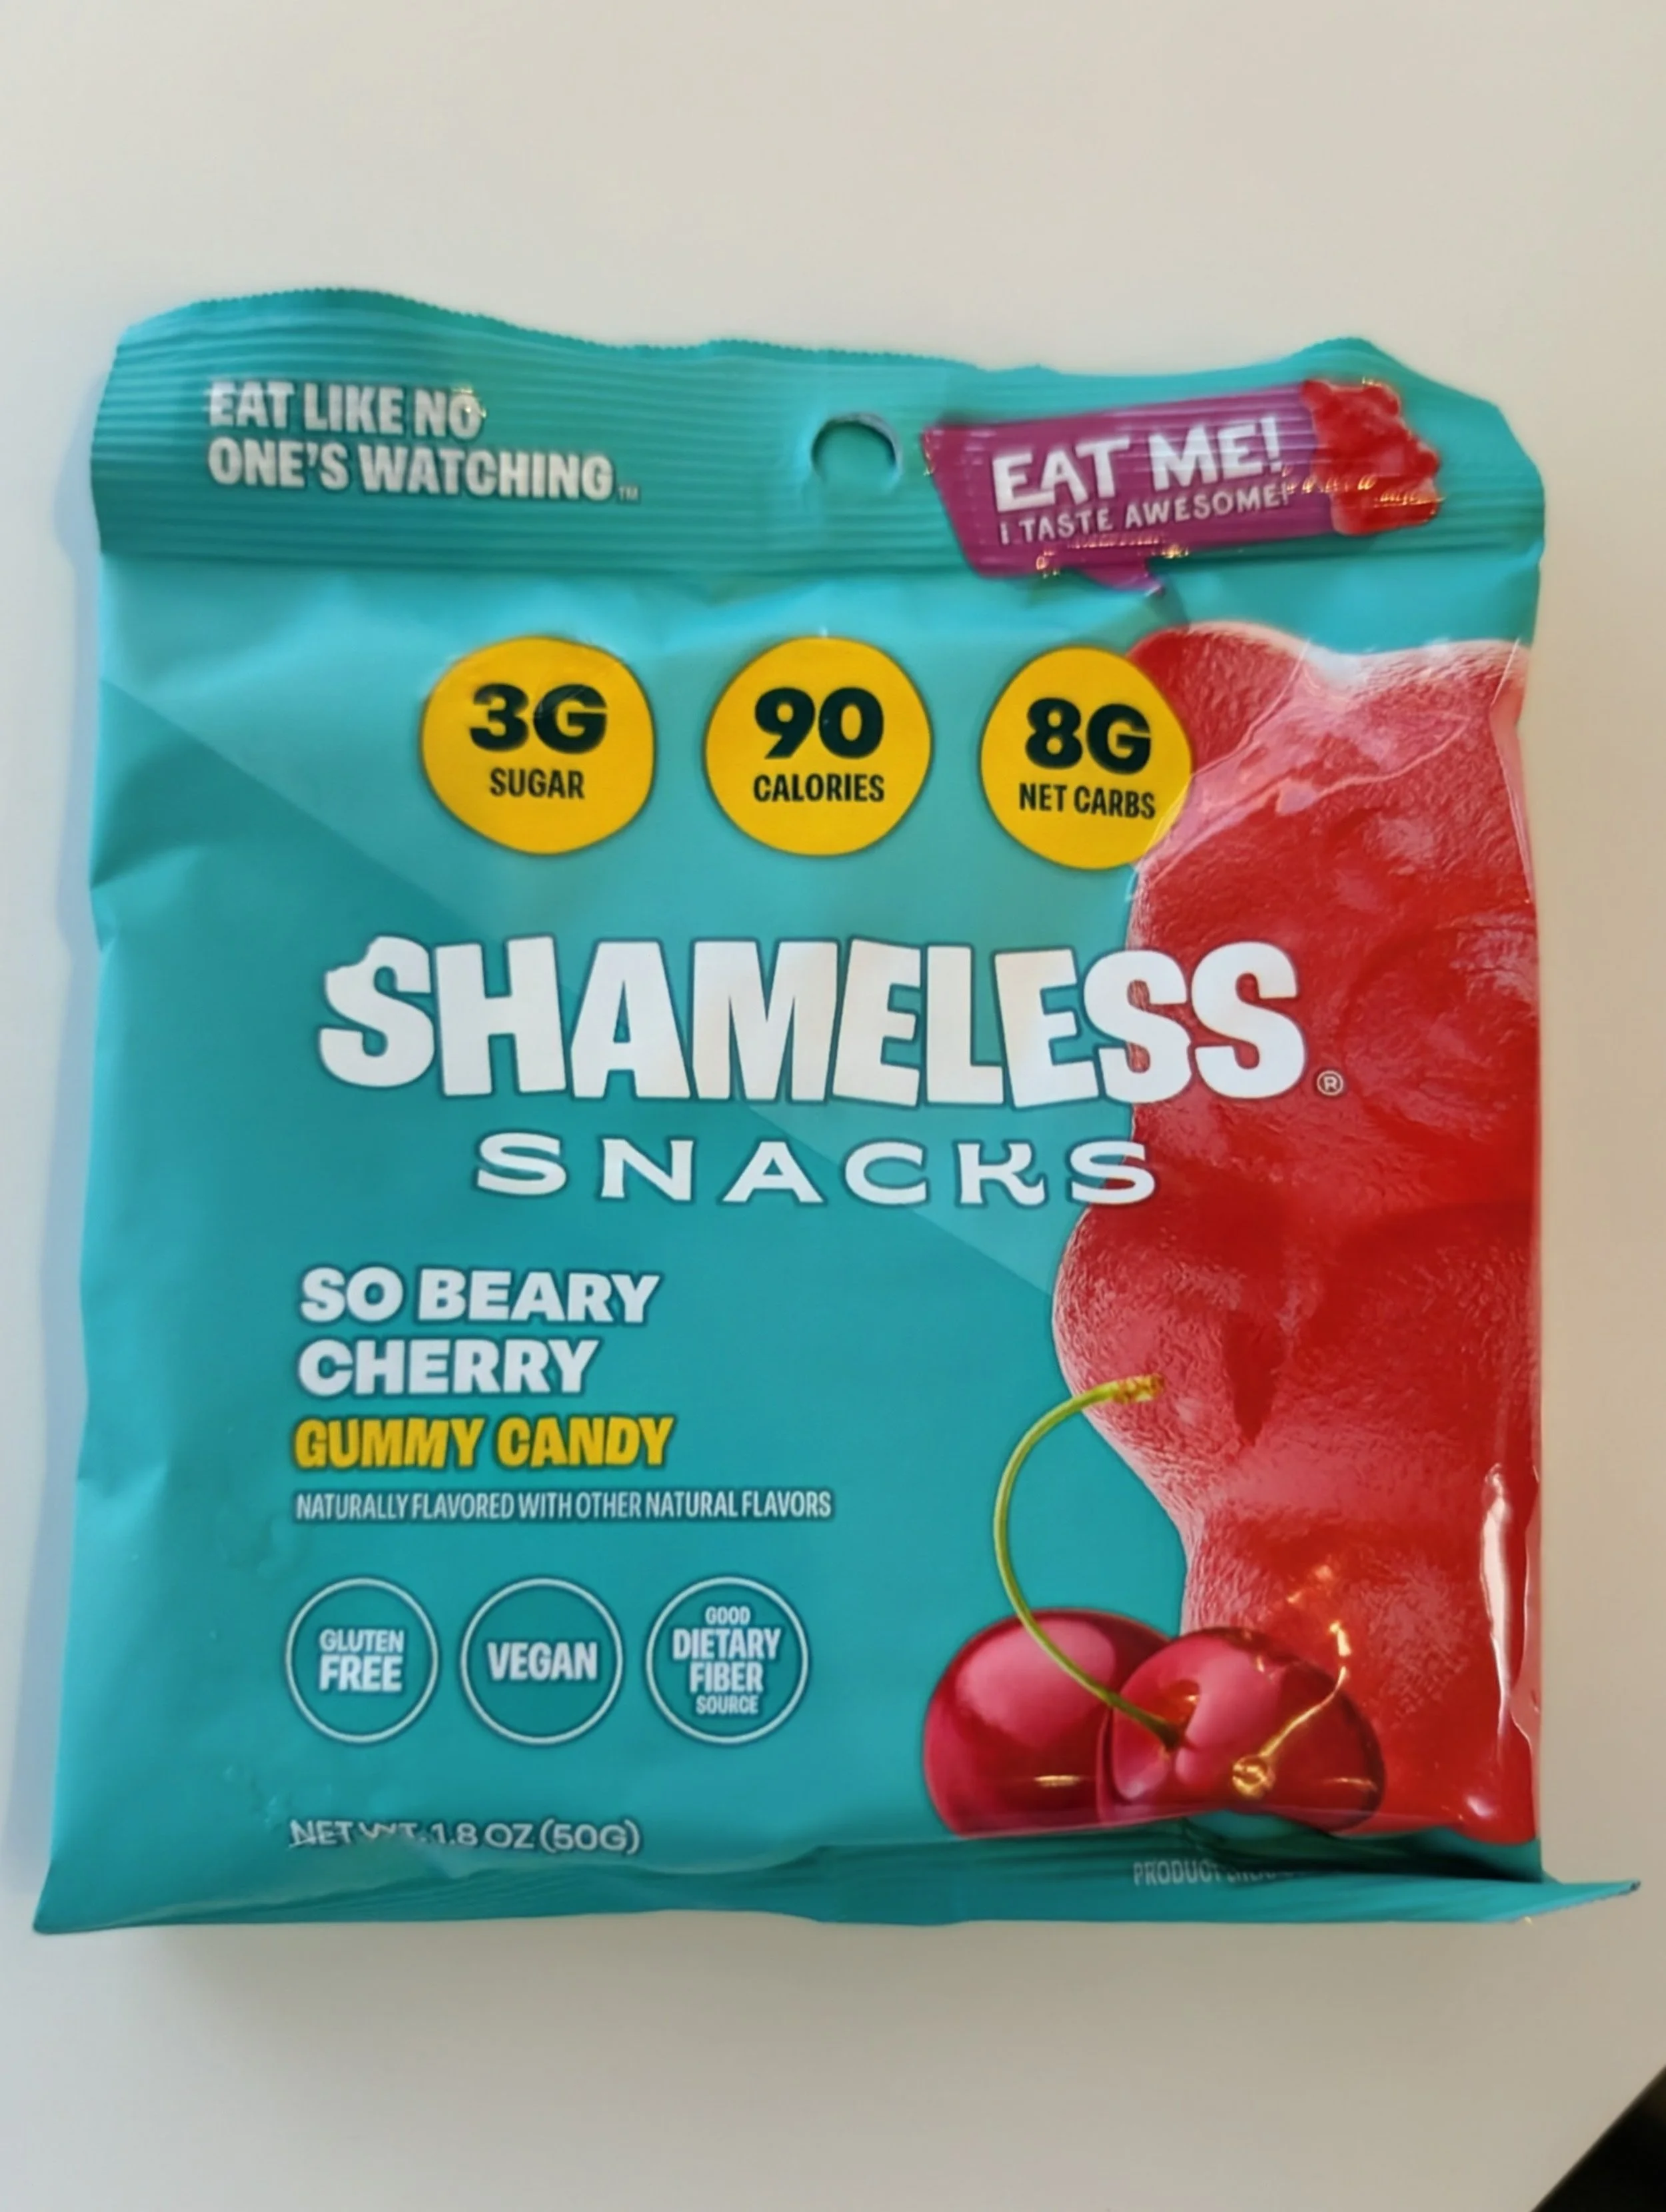 EAT LIKE NO
ONE'S WATCHING™
EAT ME!
I TASTE AWESOME!
3G
SUGAR
90
CALORIES
8G
NET CARBS
SHAMELESS®
SNACKS
SO BEARY
CHERRY
GUMMY CANDY
NATURALLY FLAVORED WITH OTHER NATURAL FLAVORS
GLUTEN
FREE
VEGAN
GOOD
DIETARY
FIBER
SOURCE
NET WT. 1.8 OZ (50G)
PRODUCT